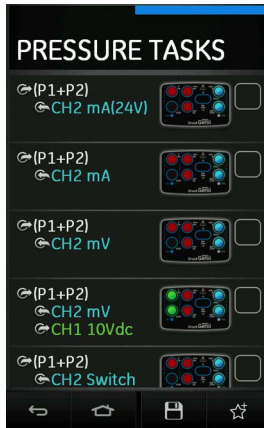 PRESSURE TASKS
(P1+P2)
CH2 mA(24V)
(P1+P2)
CH2 mA
(P1+P2)
CH2 mV
(P1+P2)
CH2 mV
CH1 10Vdc
(P1+P2)
CH2 Switch